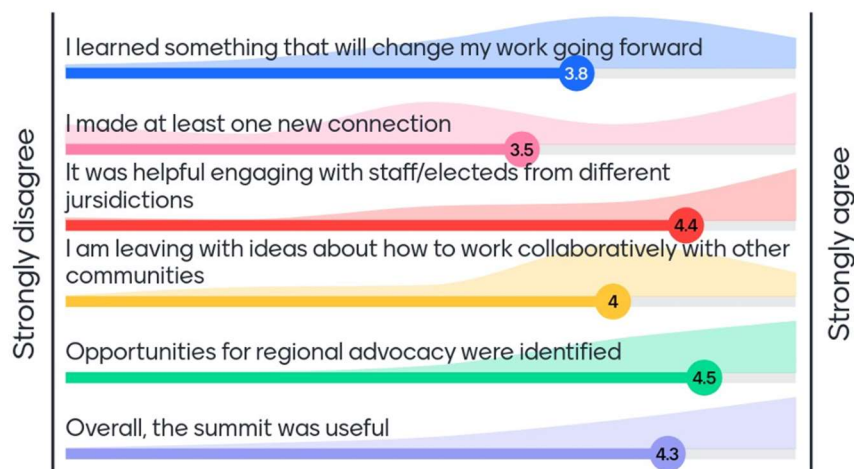 Strongly disagree
I learned something that will change my work going forward
3.8
I made at least one new connection
3.5
It was helpful engaging with staff/electeds from different
jursidictions
4.4
I am leaving with ideas about how to work collaboratively with other
communities
4
Opportunities for regional advocacy were identified
4.5
Overall, the summit was useful
4.3
Strongly agree